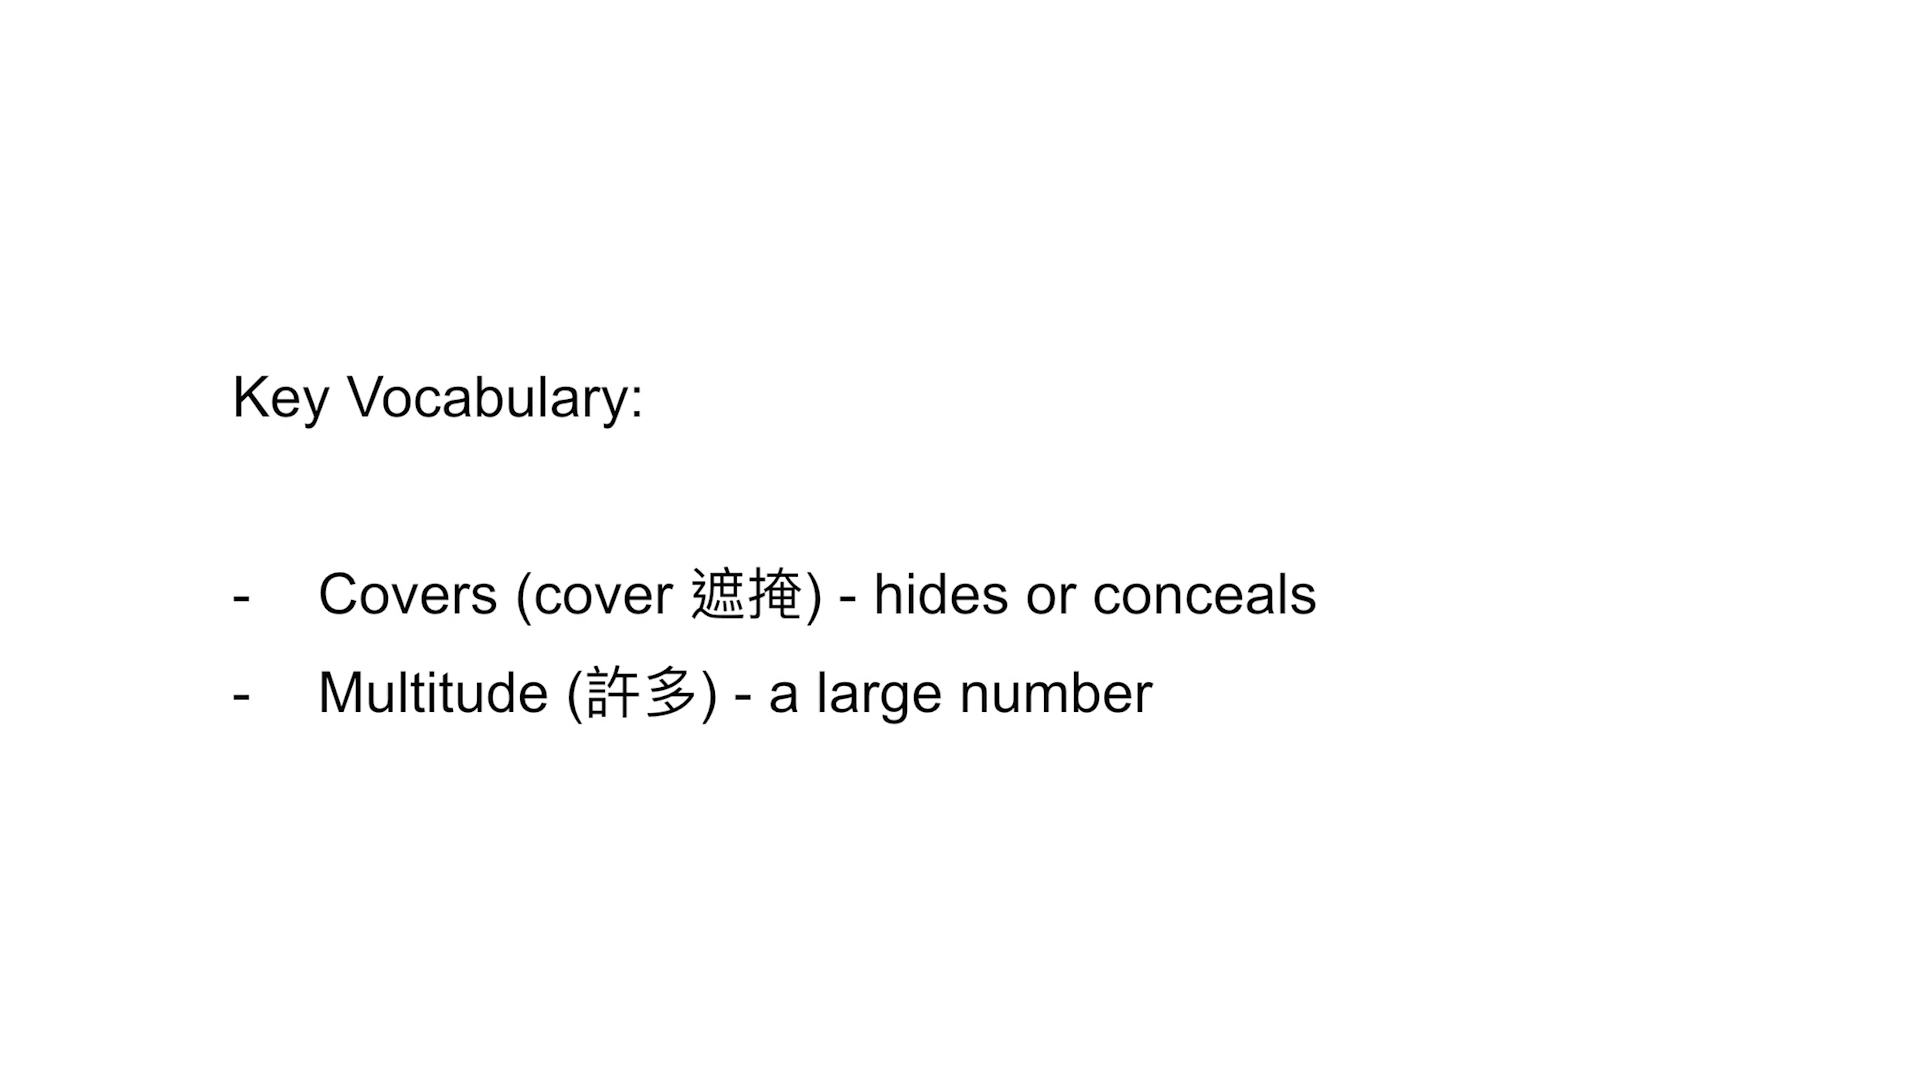 Key Vocabulary:
- Covers (cover 遮掩) - hides or conceals
- Multitude (許多) - a large number